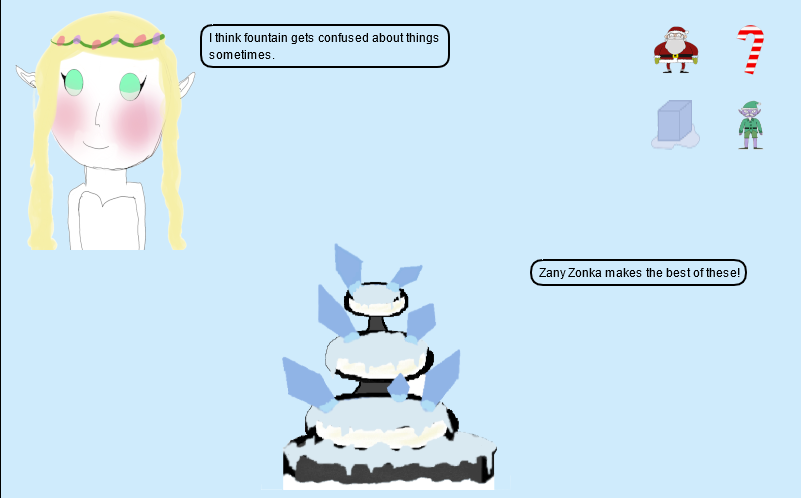 I think fountain gets confused about things
sometimes.
Zany Zonka makes the best of these!